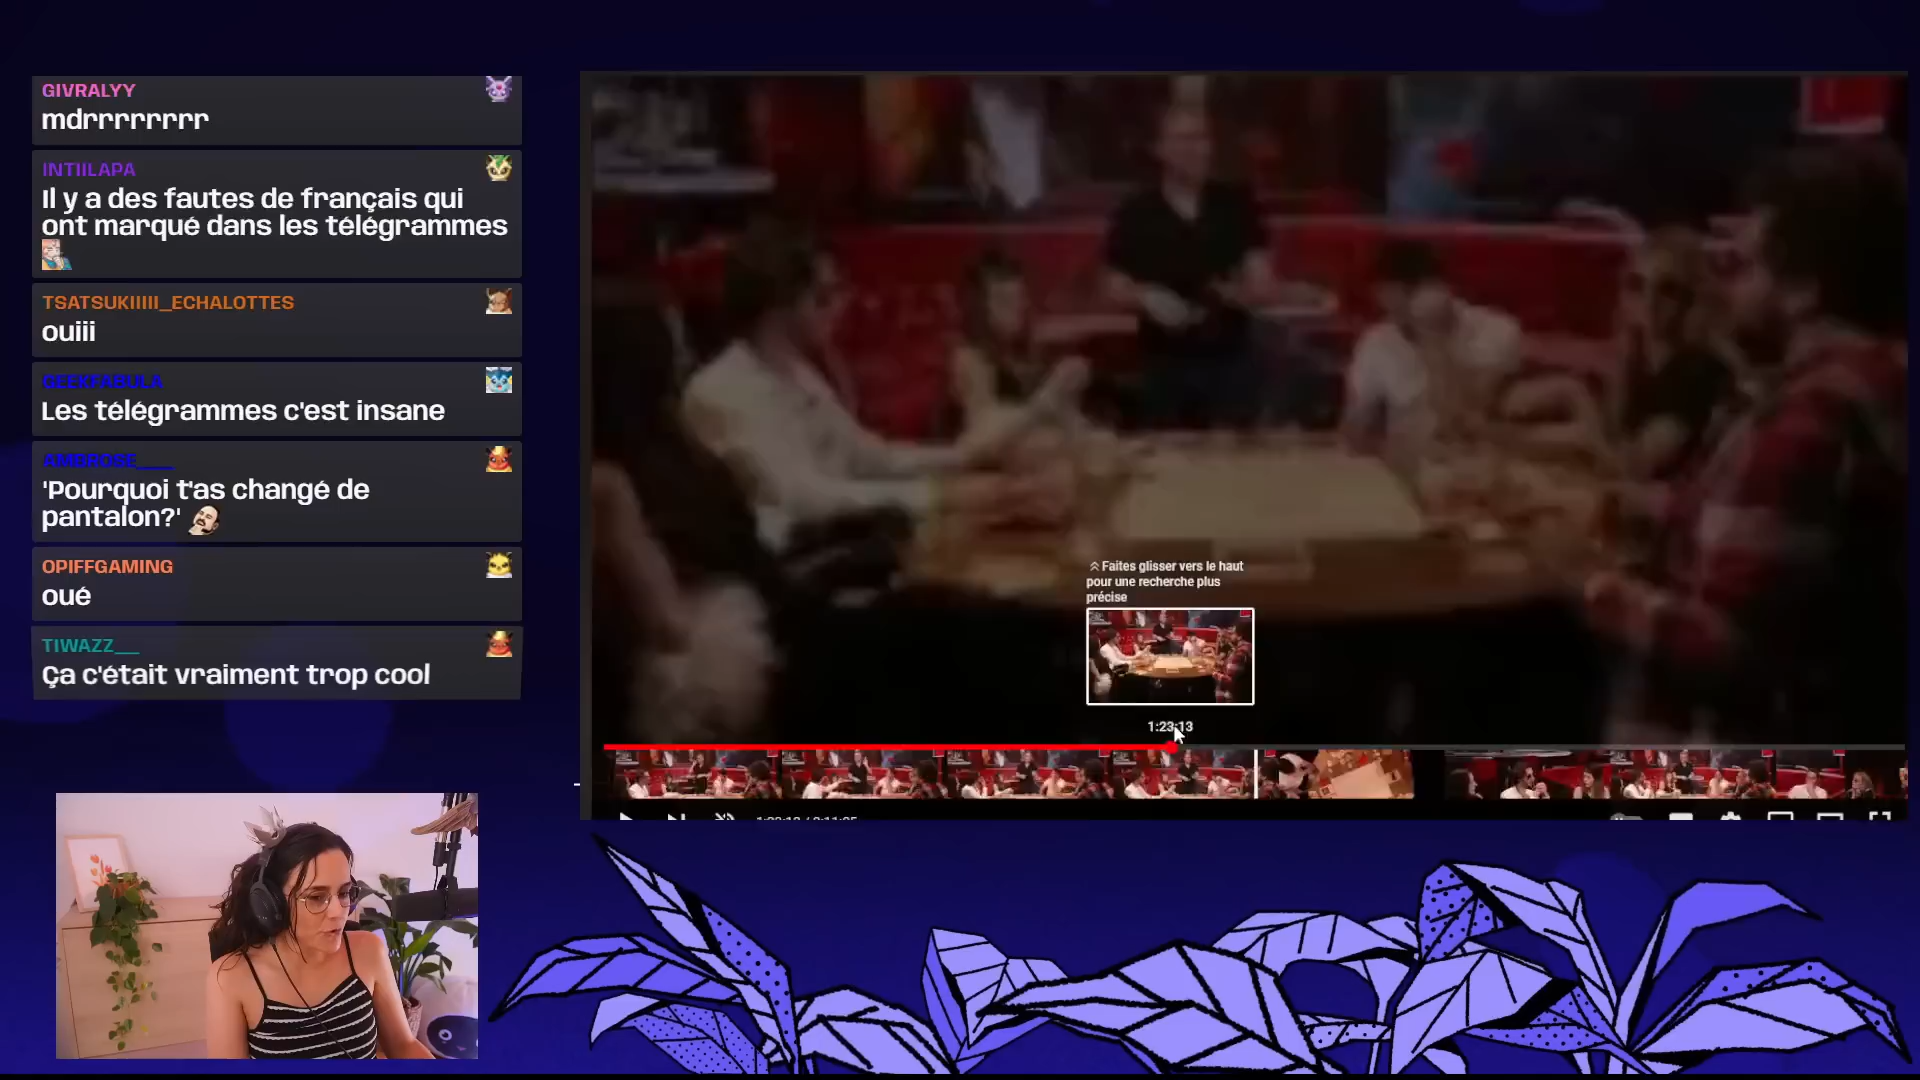 GIVRALYY
mdrrrrrrrr
INTIILAPA
Il y a des fautes de français qui
ont marqué dans les télégrammes
TSATSUKIIIII_ECHALOTTES
ouiii
GEEKFABULA
Les télégrammes c'est insane
AMBROSE____
'Pourquoi t'as changé de
pantalon?'
OPIFFGAMING
oué
TIWAZZ__
Ça c'était vraiment trop cool
Faites glisser vers le haut
pour une recherche plus
précise
1:23:13